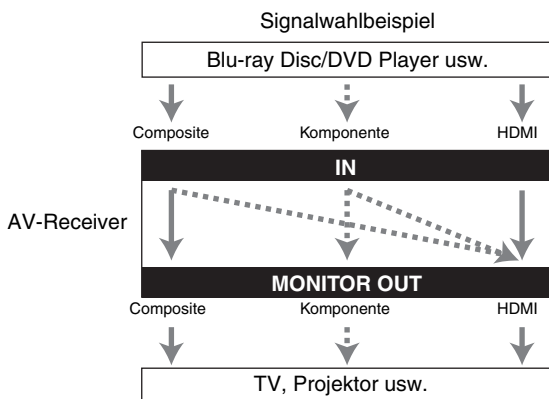 Signalwahlbeispiel
Blu-ray Disc/DVD Player usw.
Composite Komponente HDMI
IN
AV-Receiver
MONITOR OUT
Composite Komponente HDMI
TV, Projektor usw.